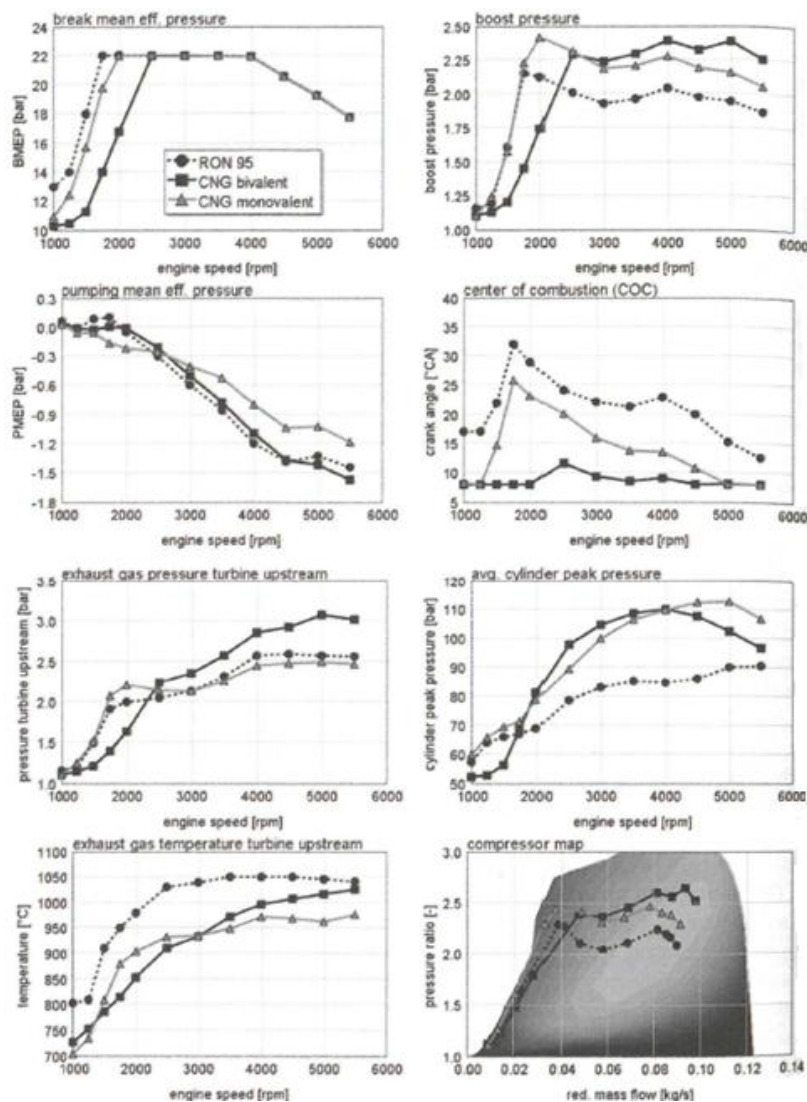 break mean eff. pressure
22
20
18
16
14
12
10
BMEP [bar]
RON 95
CNG bivalent
CNG monovalent
1000 2000 3000 4000 5000 6000
engine speed [rpm]
boost pressure
2.50
2.25
2.00
1.75
1.50
1.25
1.00
boost pressure [bar]
1000 2000 3000 4000 5000 6000
engine speed [rpm]
pumping mean eff. pressure
0.3
0.0
-0.3
-0.6
-0.9
-1.2
-1.5
-1.8
PMEP [bar]
1000 2000 3000 4000 5000 6000
engine speed [rpm]
center of combustion (COC)
40
35
30
25
20
15
10
5
crank angle [°CA]
1000 2000 3000 4000 5000 6000
engine speed [rpm]
exhaust gas pressure turbine upstream
3.5
3.0
2.5
2.0
1.5
1.0
pressure turbine upstream [bar]
1000 2000 3000 4000 5000 6000
engine speed [rpm]
avg. cylinder peak pressure
120
110
100
90
80
70
60
50
cylinder peak pressure [bar]
1000 2000 3000 4000 5000 6000
engine speed [rpm]
exhaust gas temperature turbine upstream
1100
1050
1000
950
900
850
800
750
700
temperature [°C]
1000 2000 3000 4000 5000 6000
engine speed [rpm]
compressor map
3.0
2.5
2.0
1.5
1.0
pressure ratio [-]
0.00 0.02 0.04 0.06 0.08 0.10 0.12 0.14
red. mass flow [kg/s]